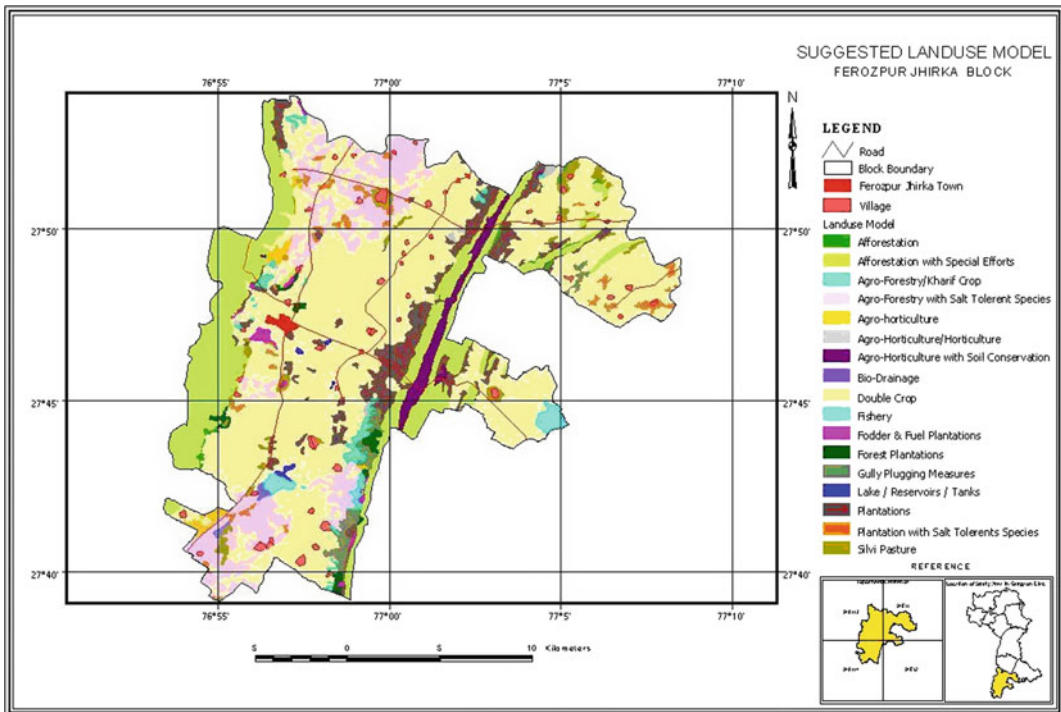 SUGGESTED LANDUSE MODEL
FEROZPUR JHIRKA BLOCK
76°55'
77°00'
77°5'
77°10'
N
LEGEND
Road
Block Boundary
Ferozpur Jhirka Town
Village
Landuse Model
Afforestation
Afforestation with Special Efforts
Agro-Forestry/Kharif Crop
Agro-Forestry with Salt Tolerent Species
Agro-horticulture
Agro-Horticulture/Horticulture
Agro-Horticulture with Soil Conservation
Bio-Drainage
Double Crop
Fishery
Fodder & Fuel Plantations
Forest Plantations
Gully Plugging Measures
Lake / Reservoirs / Tanks
Plantations
Plantation with Salt Tolerents Species
Silvi Pasture
27°50'
27°50'
27°45'
27°45'
27°40'
27°40'
76°55'
77°00'
77°5'
77°10'
5 0 5 10 Kilometers
REFERENCE